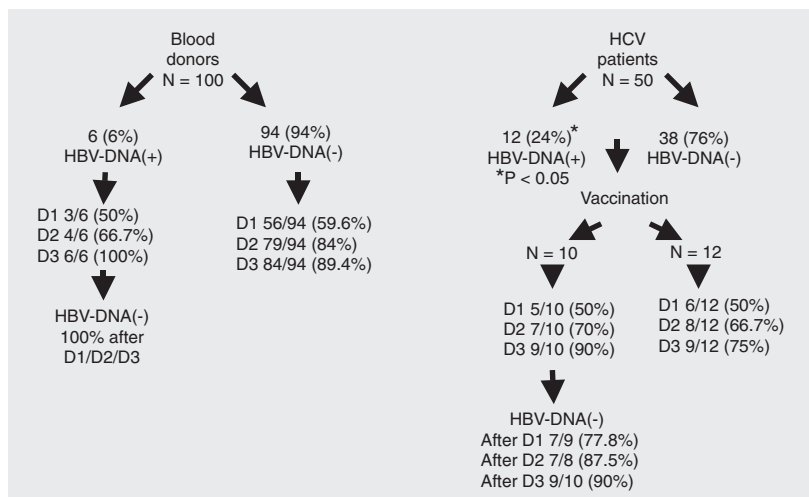 Blood
donors
N = 100
6 (6%)
HBV-DNA(+)
94 (94%)
HBV-DNA(-)
D1 3/6 (50%)
D2 4/6 (66.7%)
D3 6/6 (100%)
D1 56/94 (59.6%)
D2 79/94 (84%)
D3 84/94 (89.4%)
HBV-DNA(-)
100% after
D1/D2/D3
HCV
patients
N = 50
12 (24%)*
HBV-DNA(+)
*P < 0.05
38 (76%)
HBV-DNA(-)
Vaccination
N = 10
N = 12
D1 5/10 (50%)
D2 7/10 (70%)
D3 9/10 (90%)
D1 6/12 (50%)
D2 8/12 (66.7%)
D3 9/12 (75%)
HBV-DNA(-)
After D1 7/9 (77.8%)
After D2 7/8 (87.5%)
After D3 9/10 (90%)